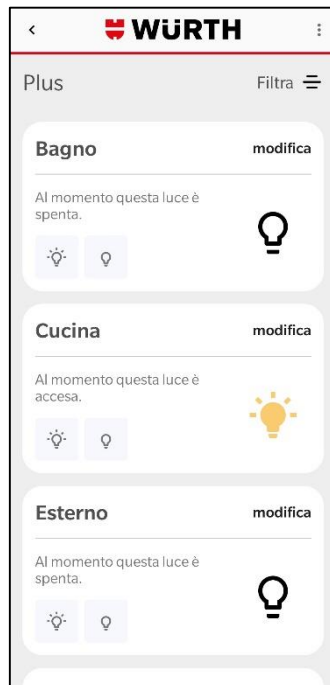 WÜRTH
Plus
Filtra
Bagno
modifica
Al momento questa luce è
spenta.
Cucina
modifica
Al momento questa luce è
accesa.
Esterno
modifica
Al momento questa luce è
spenta.